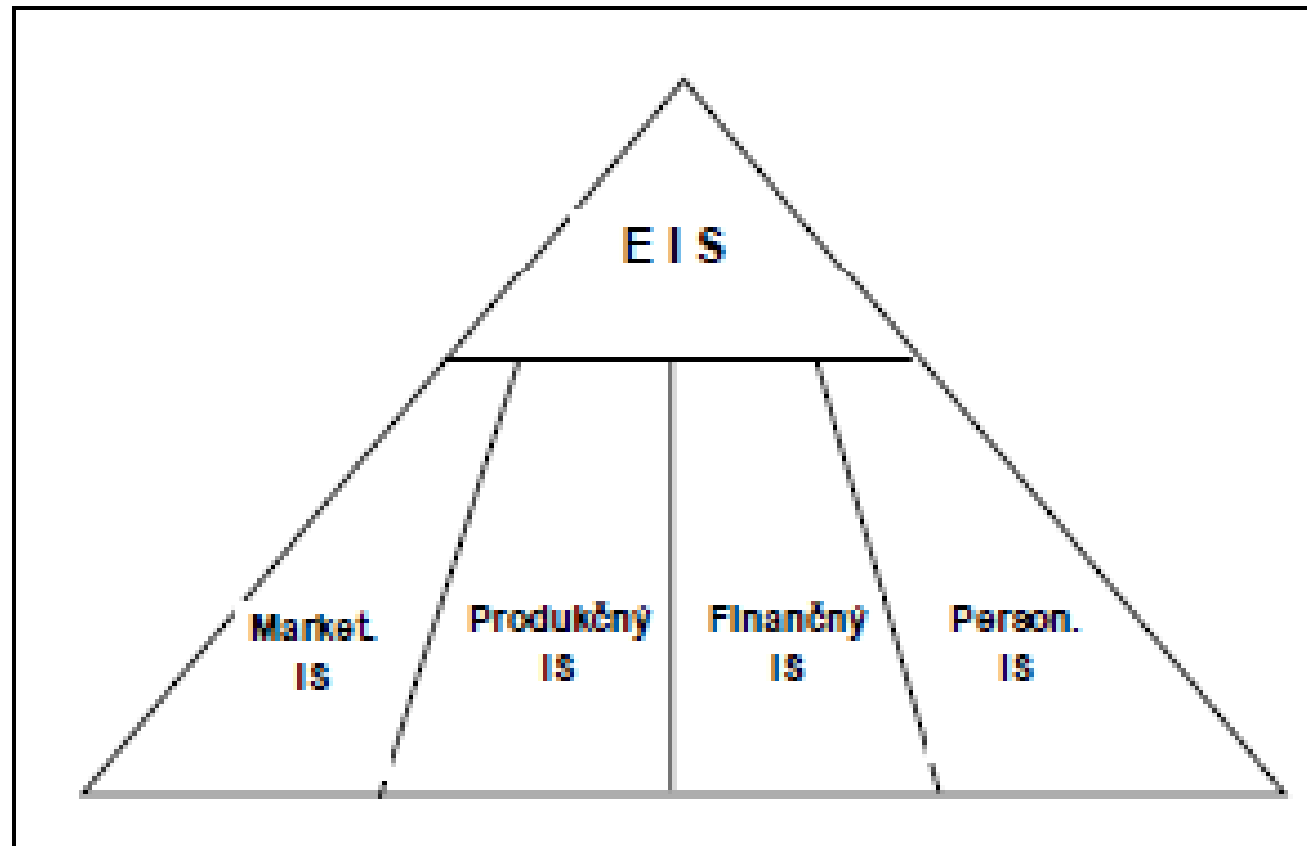 E I S
Market.
IS
Produkčný
IS
Finančný
IS
Person.
IS